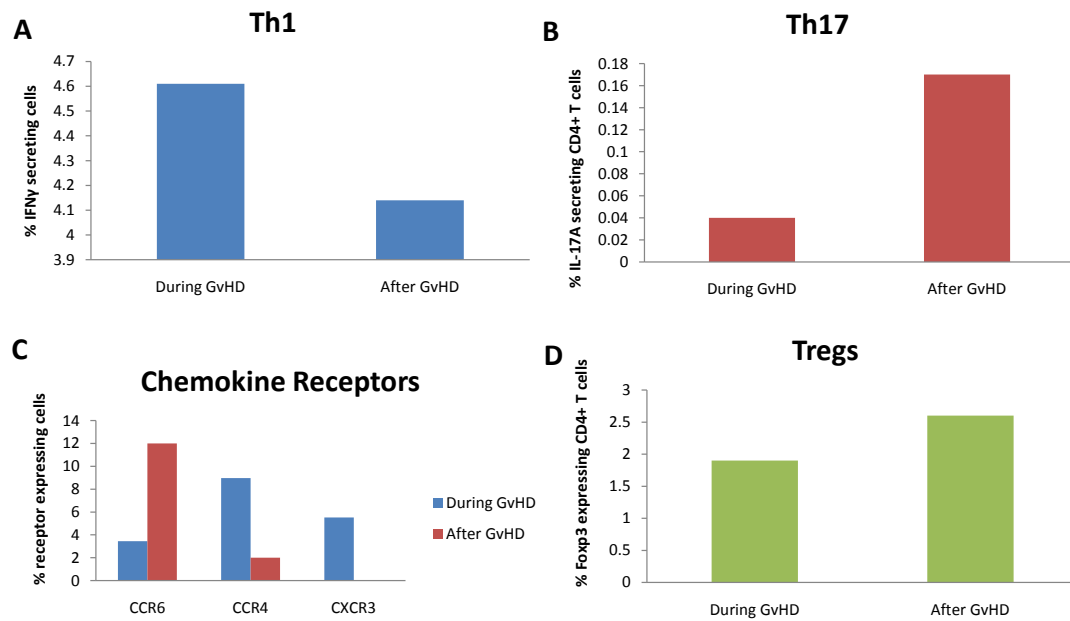 A
Th1
% IFNγ secreting cells
4.7
4.6
4.5
4.4
4.3
4.2
4.1
4
3.9
During GvHD
After GvHD
B
Th17
% IL-17A secreting CD4+ T cells
0.18
0.16
0.14
0.12
0.1
0.08
0.06
0.04
0.02
0
During GvHD
After GvHD
C
Chemokine Receptors
% receptor expressing cells
14
12
10
8
6
4
2
0
CCR6
CCR4
CXCR3
During GvHD
After GvHD
D
Tregs
% Foxp3 expressing CD4+ T cells
3
2.5
2
1.5
1
0.5
0
During GvHD
After GvHD